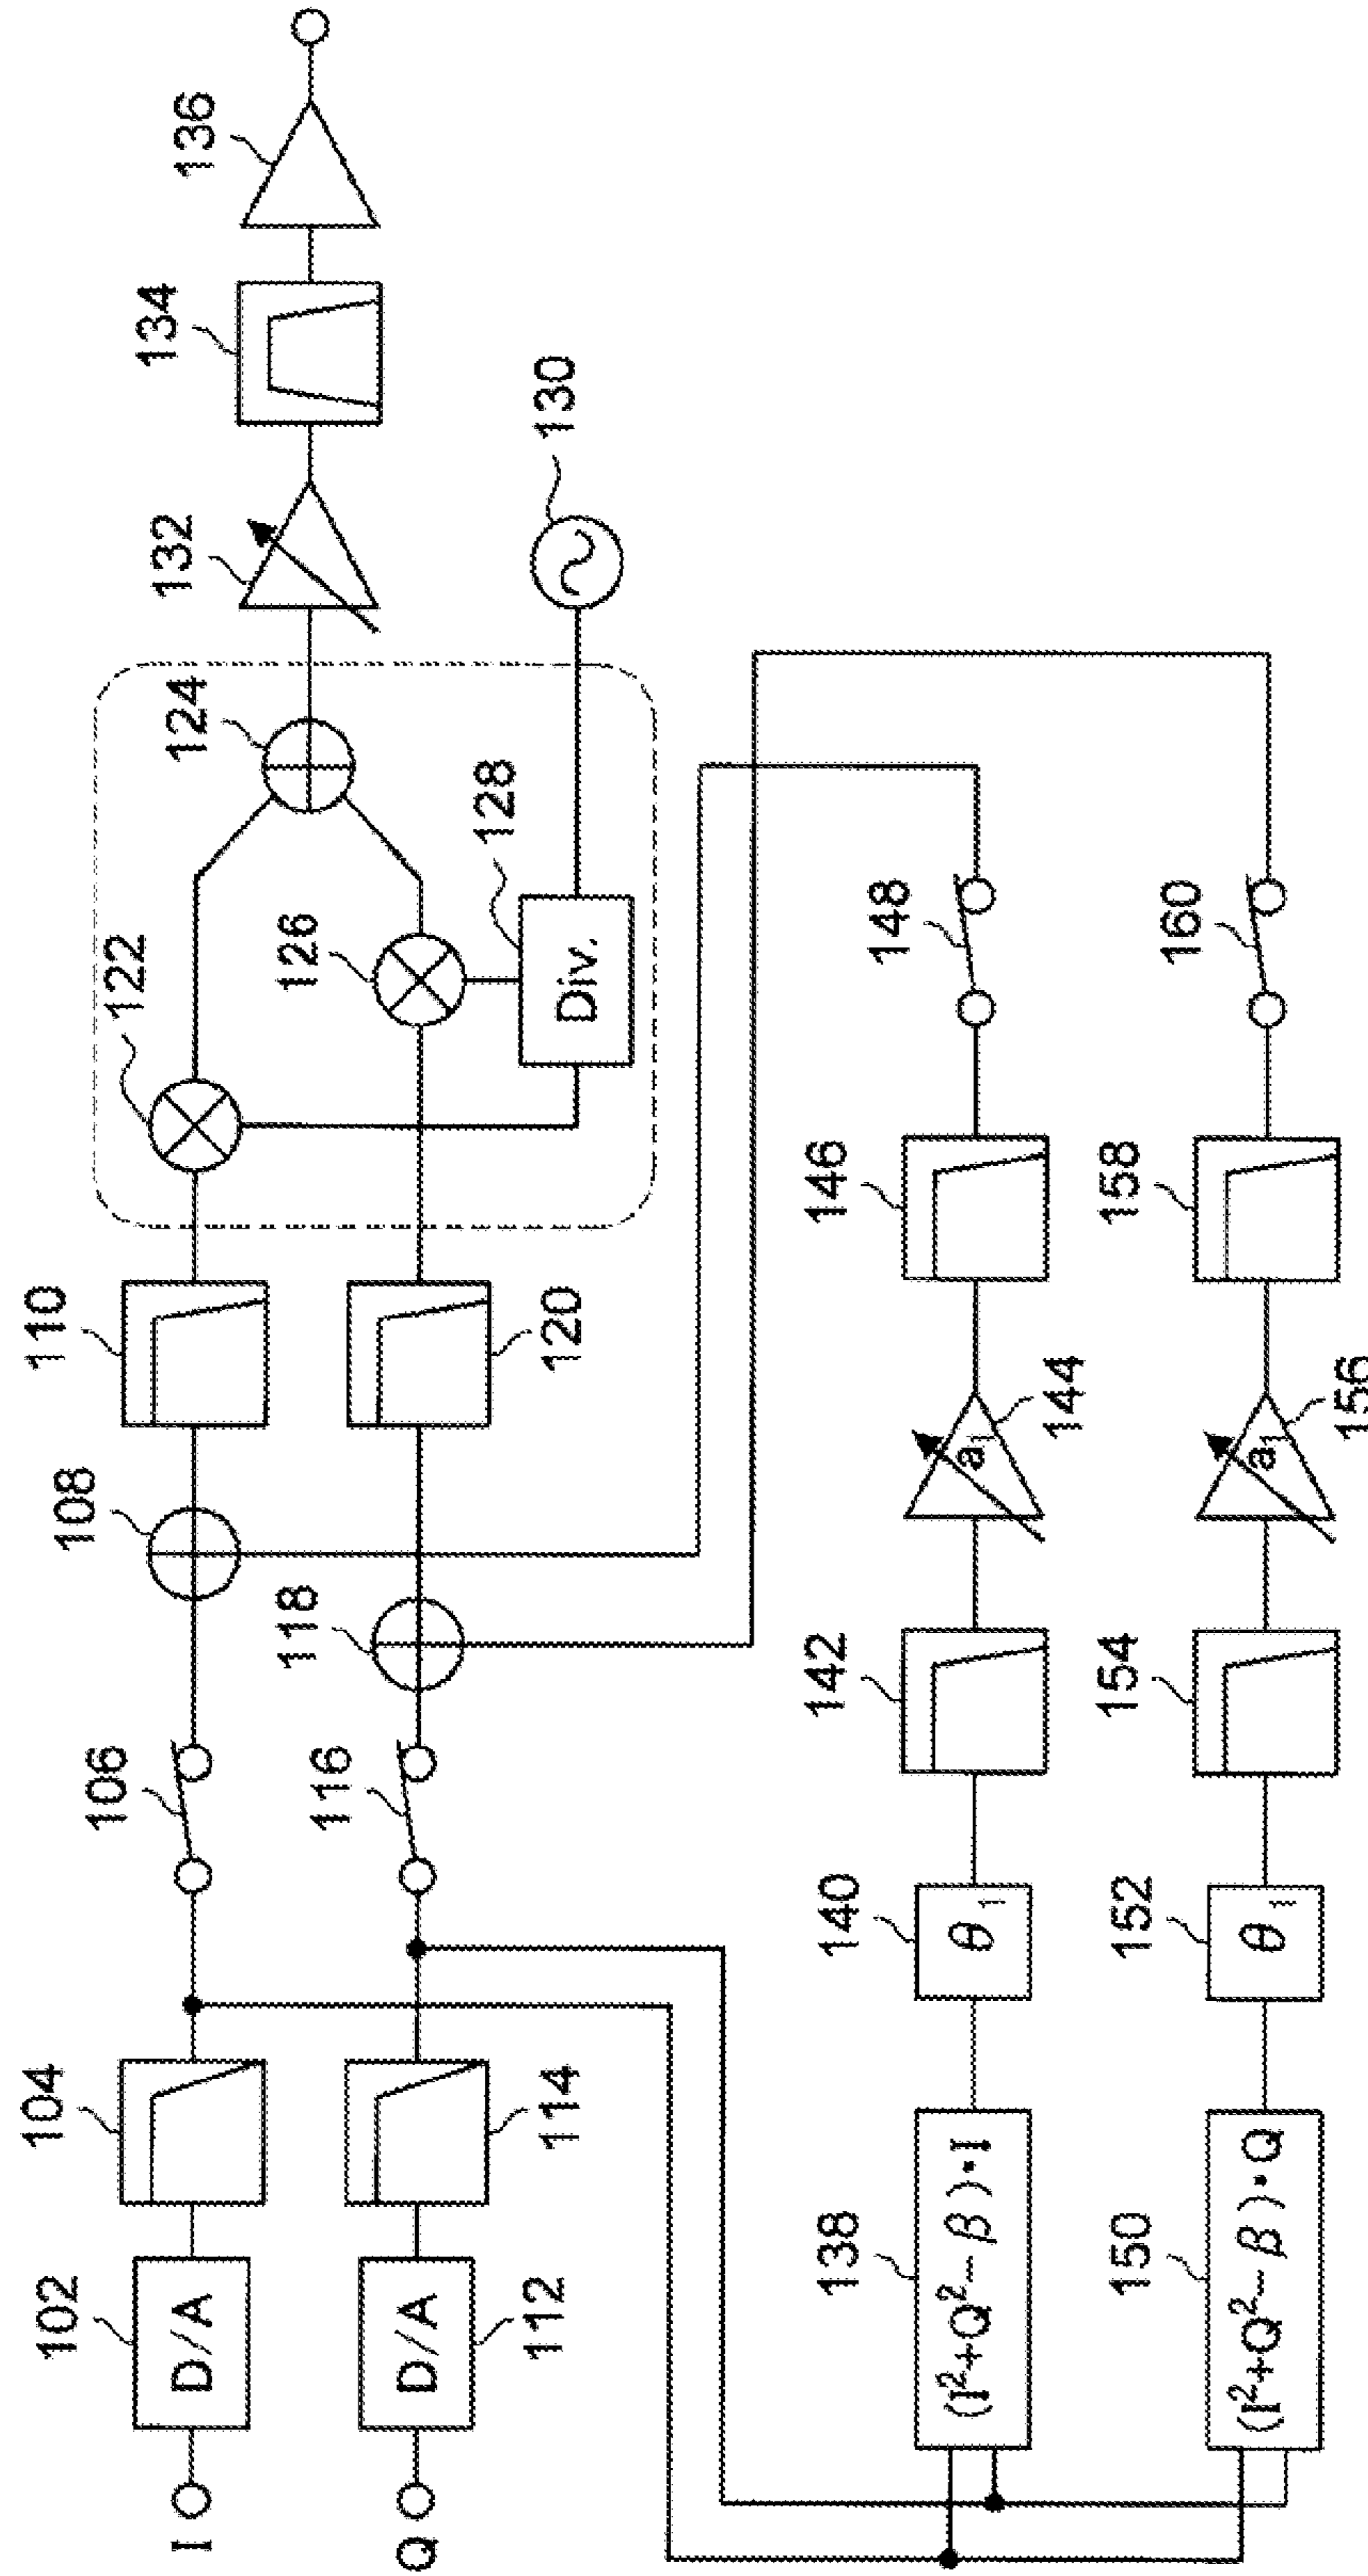 I
102
D/A
104
106
108
110
122
124
132
134
136
Q
112
D/A
114
116
118
120
126
128
Div.
130
138
(I²+Q²−β)•I
140
θ₁
142
144
a₁
146
148
150
(I²+Q²−β)•Q
152
θ₁
154
156
a₁
158
160